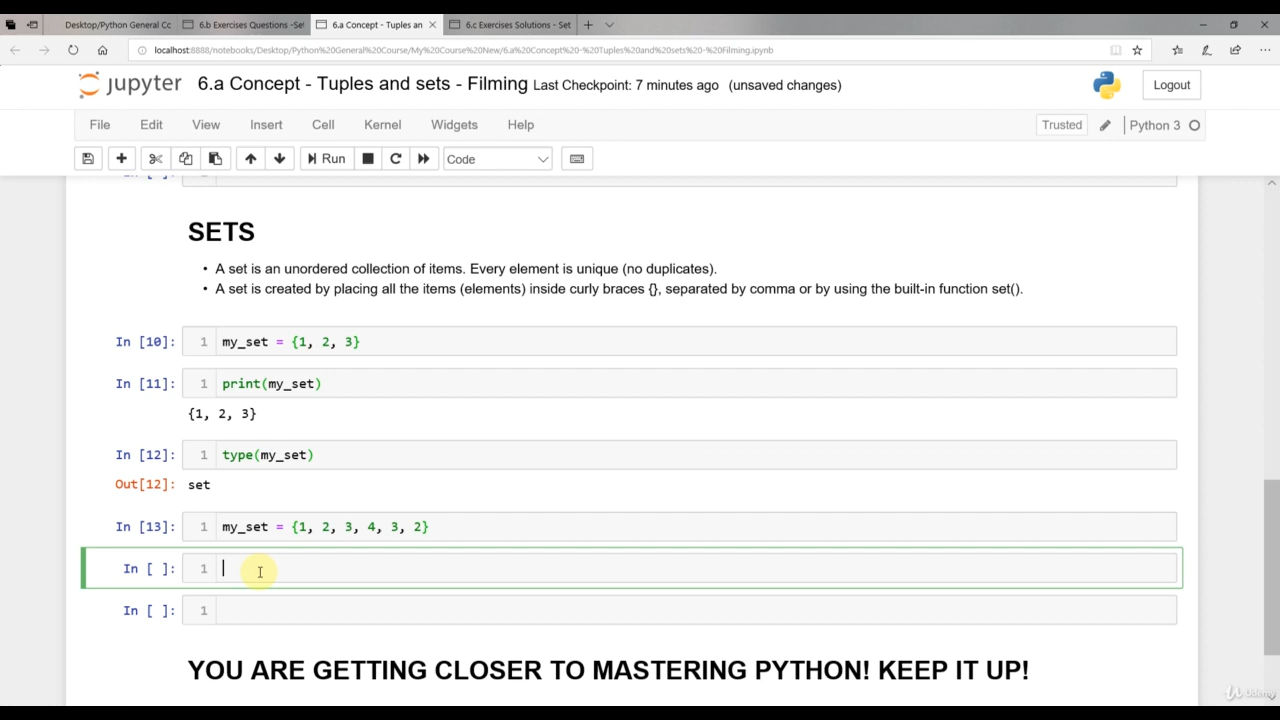 Desktop/Python General Cc
6.b Exercises Questions -Set
6.a Concept - Tuples an
6.c Exercises Solutions - Set
localhost:8888/notebooks/Desktop/Python%20General%20Course/My%20Course%20New/6.a%20Concept%20-%20Tuples%20and%20sets%20-%20Filming.ipynb
jupyter 6.a Concept - Tuples and sets - Filming Last Checkpoint: 7 minutes ago (unsaved changes)
Logout
File Edit View Insert Cell Kernel Widgets Help
Trusted Python 3
Run Code
SETS
• A set is an unordered collection of items. Every element is unique (no duplicates).
• A set is created by placing all the items (elements) inside curly braces {}, separated by comma or by using the built-in function set().
In [10]: 1 my_set = {1, 2, 3}
In [11]: 1 print(my_set)
{1, 2, 3}
In [12]: 1 type(my_set)
Out[12]: set
In [13]: 1 my_set = {1, 2, 3, 4, 3, 2}
In [ ]: 1
In [ ]: 1
YOU ARE GETTING CLOSER TO MASTERING PYTHON! KEEP IT UP!
Udemy